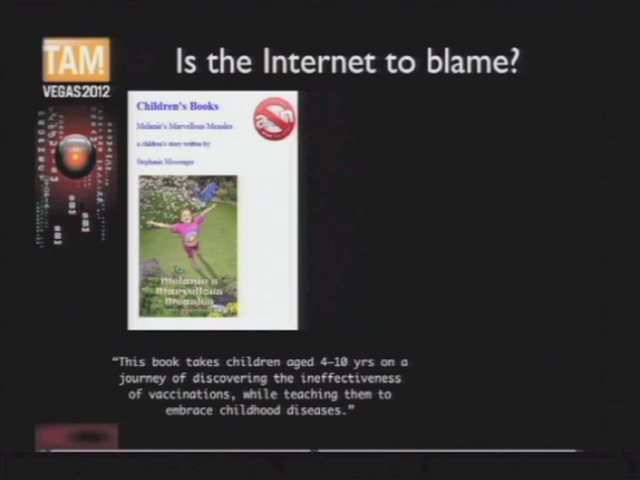 TAM!
VEGAS2012
Is the Internet to blame?
Children's Books
Melanie's Marvellous Measles
a children's story written by
Stephanie Messenger
Melanie's
Marvellous
Measles
"This book takes children aged 4–10 yrs on a
journey of discovering the ineffectiveness
of vaccinations, while teaching them to
embrace childhood diseases."